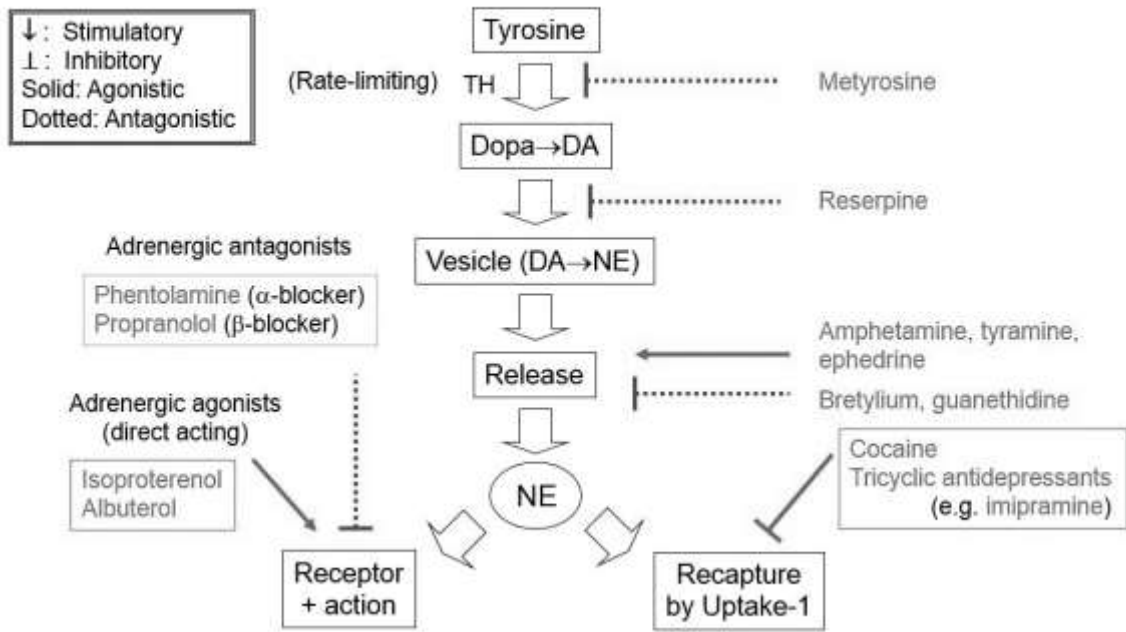 ↓: Stimulatory
⊥: Inhibitory
Solid: Agonistic
Dotted: Antagonistic
Tyrosine
(Rate-limiting) TH
Metyrosine
Dopa→DA
Reserpine
Adrenergic antagonists
Vesicle (DA→NE)
Phentolamine (α-blocker)
Propranolol (β-blocker)
Amphetamine, tyramine,
ephedrine
Release
Bretylium, guanethidine
Adrenergic agonists
(direct acting)
Isoproterenol
Albuterol
NE
Cocaine
Tricyclic antidepressants
(e.g. imipramine)
Receptor
+ action
Recapture
by Uptake-1